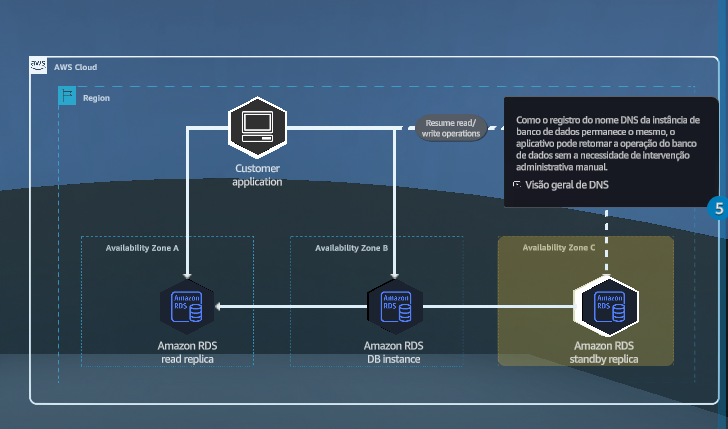 aws
AWS Cloud
Region
Resume read/
write operations
Como o registro do nome DNS da instância de
banco de dados permanece o mesmo, o
aplicativo pode retomar a operação do banco
de dados sem a necessidade de intervenção
administrativa manual.
Visão geral de DNS
5
Customer
application
Availability Zone A
Availability Zone B
Availability Zone C
Amazon
RDS
Amazon
RDS
Amazon
RDS
Amazon RDS
read replica
Amazon RDS
DB instance
Amazon RDS
standby replica